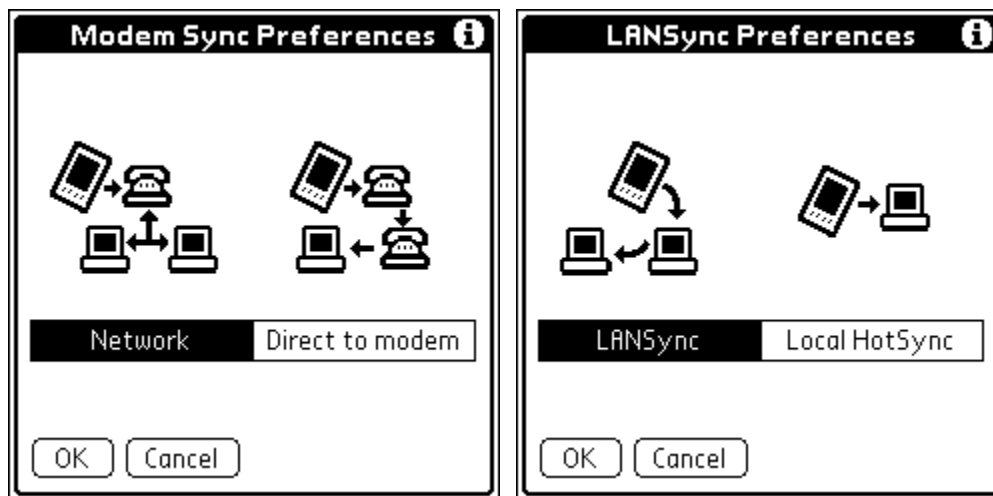 Modem Sync Preferences
Network
Direct to modem
OK
Cancel
LANSync Preferences
LANSync
Local HotSync
OK
Cancel